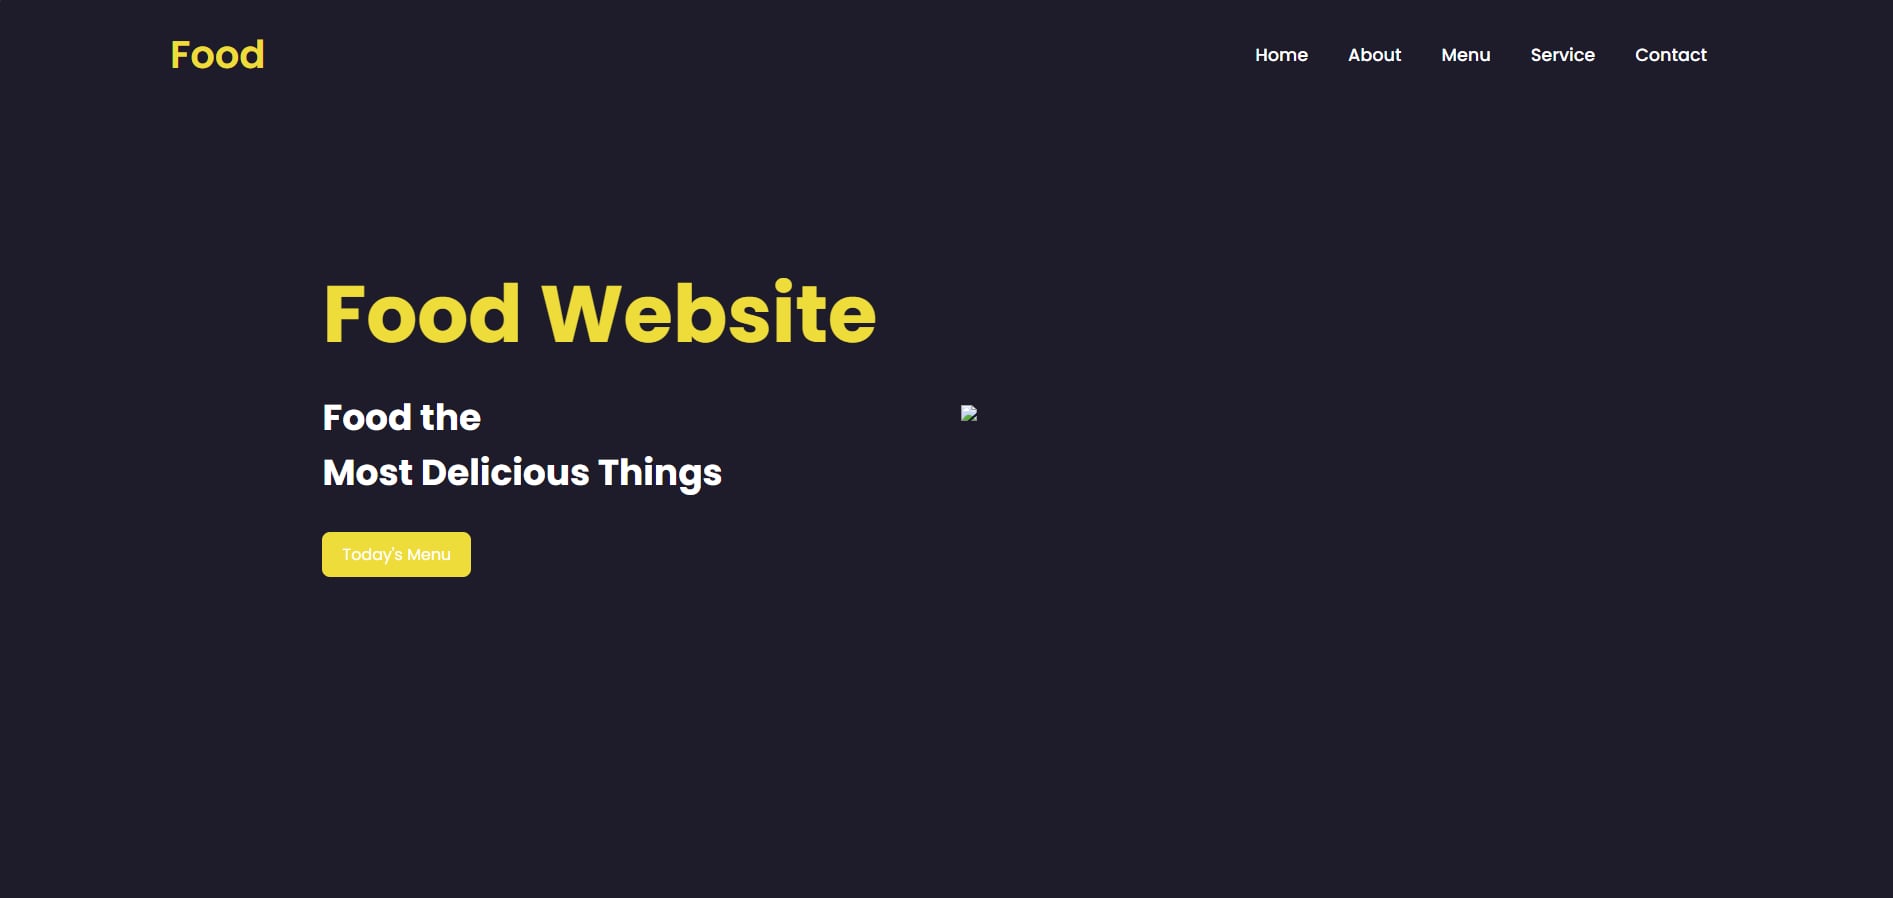 Food
Home About Menu Service Contact
Food Website
Food the
Most Delicious Things
Today's Menu